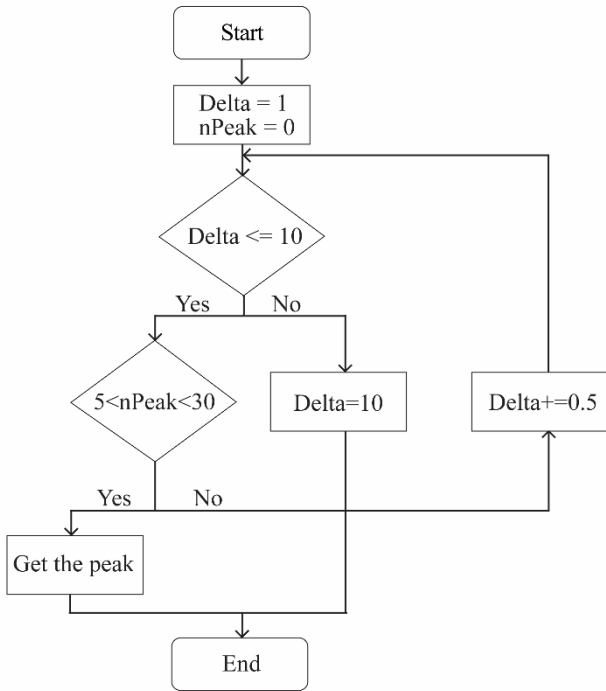 Start
Delta = 1
nPeak = 0
Delta <= 10
Yes
No
5<nPeak<30
Delta=10
Delta+=0.5
Yes
No
Get the peak
End